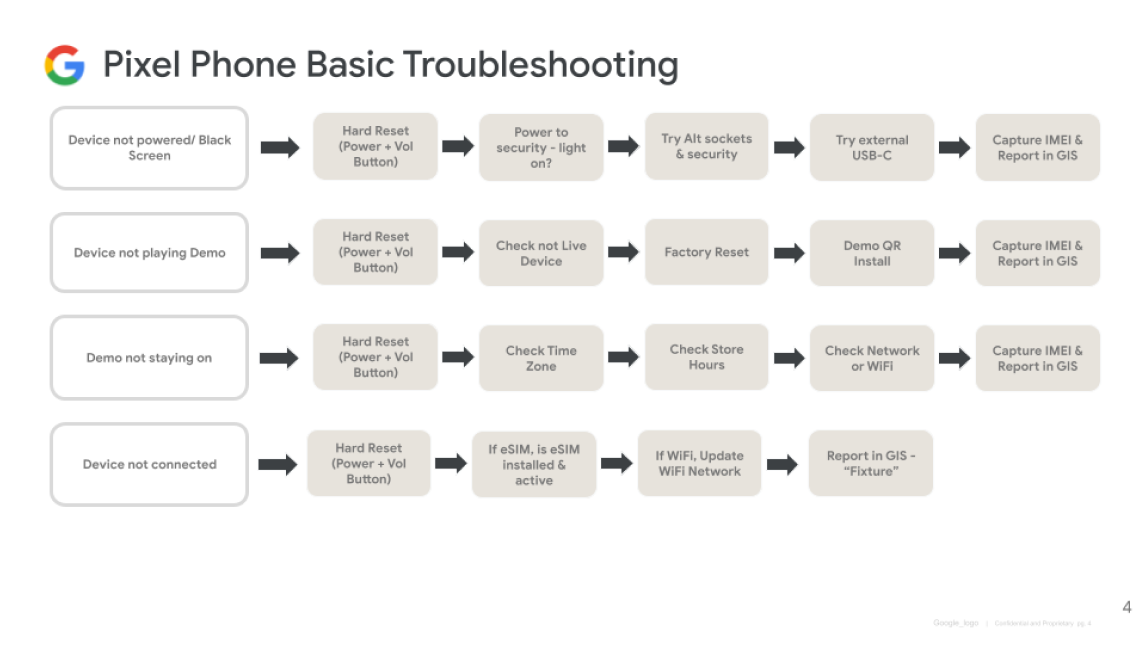 Pixel Phone Basic Troubleshooting
Device not powered/ Black
Screen
Hard Reset
(Power + Vol
Button)
Power to
security - light
on?
Try Alt sockets
& security
Try external
USB-C
Capture IMEI &
Report in GIS
Device not playing Demo
Hard Reset
(Power + Vol
Button)
Check not Live
Device
Factory Reset
Demo QR
Install
Capture IMEI &
Report in GIS
Demo not staying on
Hard Reset
(Power + Vol
Button)
Check Time
Zone
Check Store
Hours
Check Network
or WiFi
Capture IMEI &
Report in GIS
Device not connected
Hard Reset
(Power + Vol
Button)
If eSIM, is eSIM
installed &
active
If WiFi, Update
WiFi Network
Report in GIS -
“Fixture”
4
Google_logo | Confidential and Proprietary pg. 4